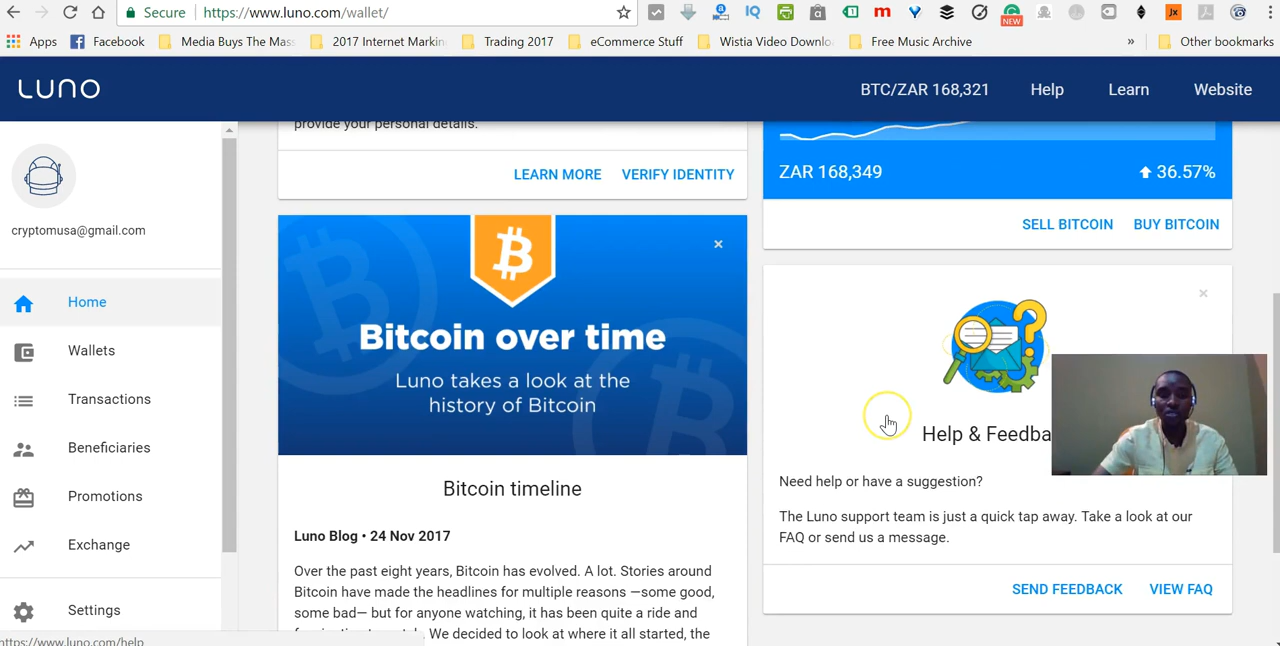 Secure https://www.luno.com/wallet/
NEW
Apps Facebook Media Buys The Mass 2017 Internet Markin Trading 2017 eCommerce Stuff Wistia Video Downlo Free Music Archive » Other bookmarks
LUNO BTC/ZAR 168,321 Help Learn Website
cryptomusa@gmail.com
Home
Wallets
Transactions
Beneficiaries
Promotions
Exchange
Settings
https://www.luno.com/help
provide your personal details.
LEARN MORE VERIFY IDENTITY
Bitcoin over time
Luno takes a look at the
history of Bitcoin
Bitcoin timeline
Luno Blog • 24 Nov 2017
Over the past eight years, Bitcoin has evolved. A lot. Stories around
Bitcoin have made the headlines for multiple reasons —some good,
some bad— but for anyone watching, it has been quite a ride and
We decided to look at where it all started, the
ZAR 168,349 36.57%
SELL BITCOIN BUY BITCOIN
Help & Feedba
Need help or have a suggestion?
The Luno support team is just a quick tap away. Take a look at our
FAQ or send us a message.
SEND FEEDBACK VIEW FAQ